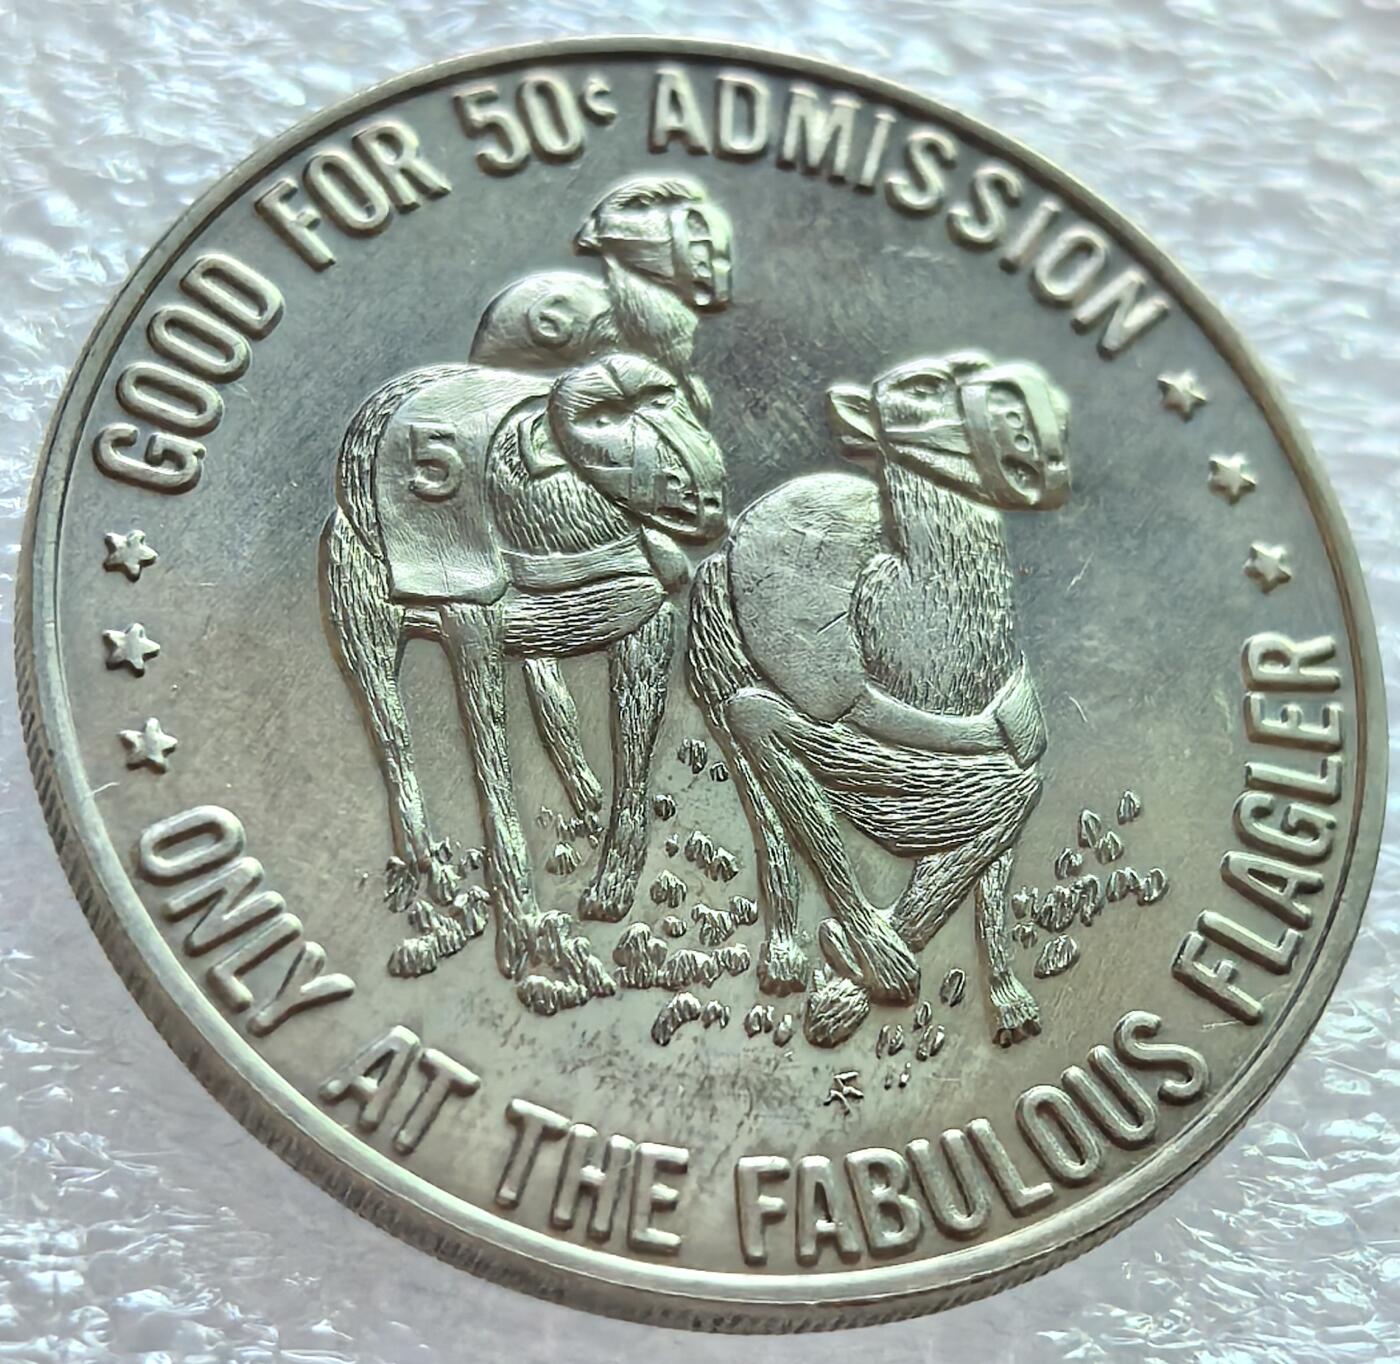 GOOD FOR 50¢ ADMISSION
6
5
ONLY AT THE FABULOUS FLAGLER